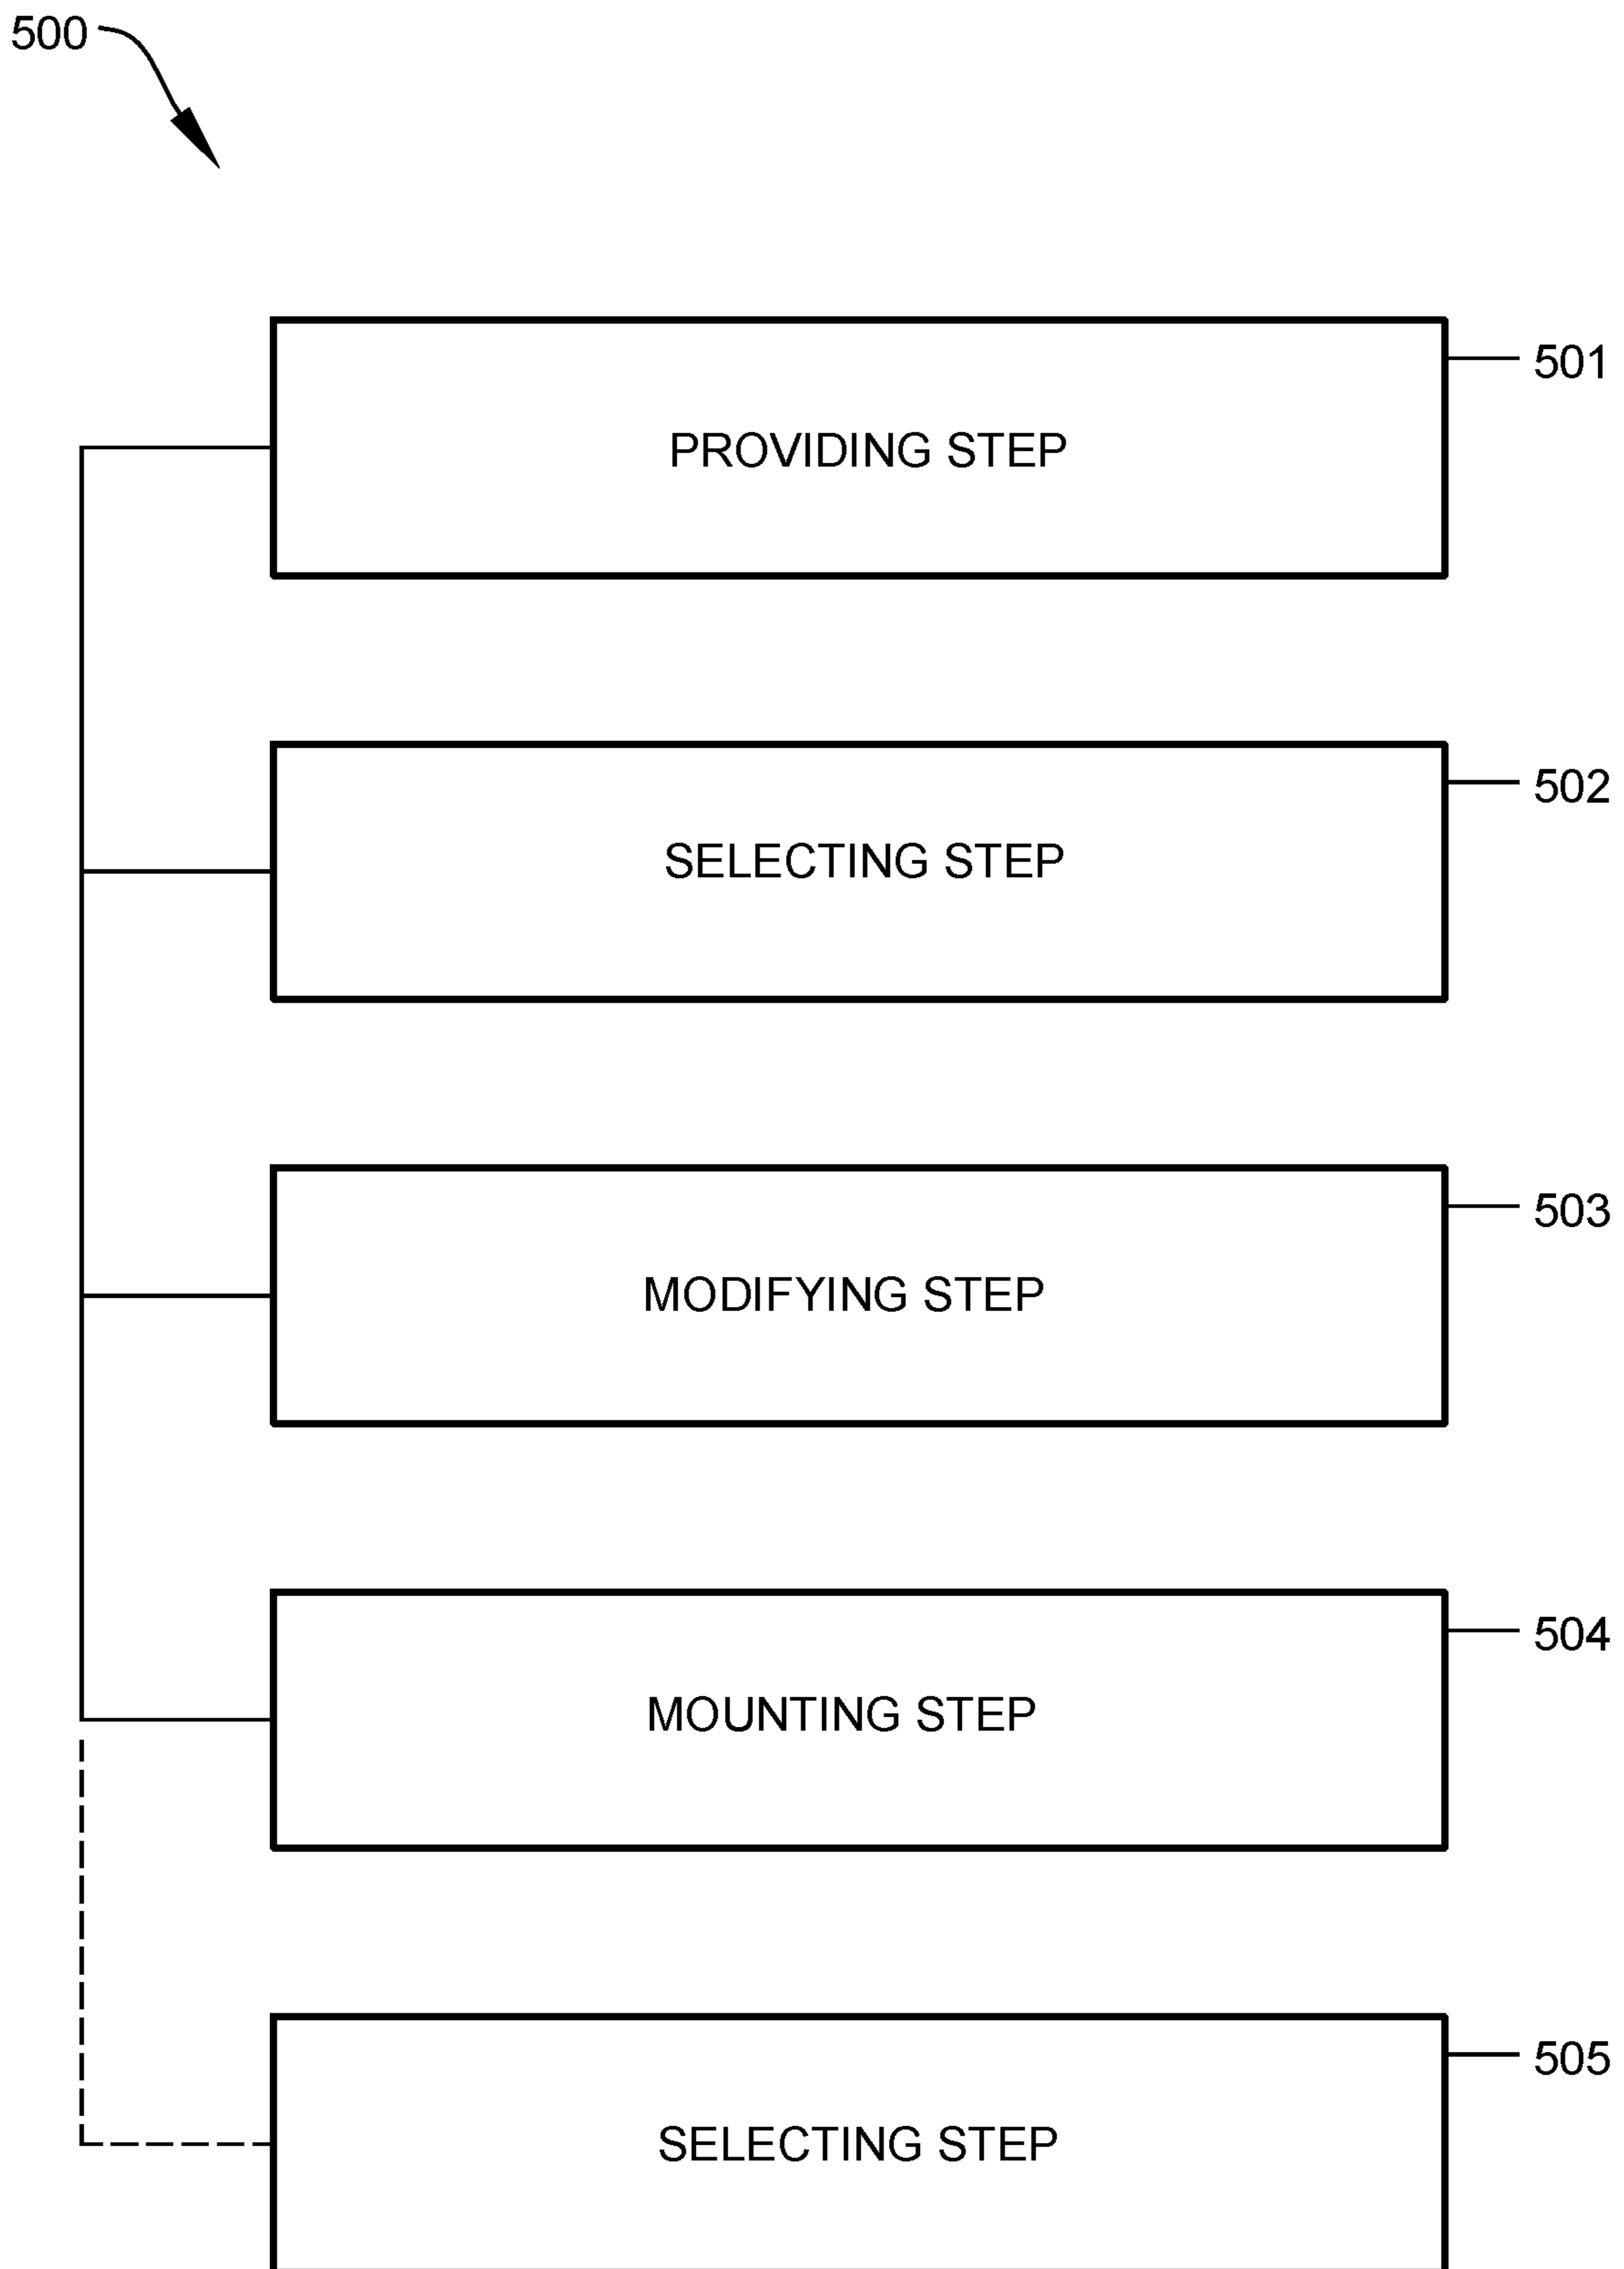 500
501
PROVIDING STEP
502
SELECTING STEP
503
MODIFYING STEP
504
MOUNTING STEP
505
SELECTING STEP